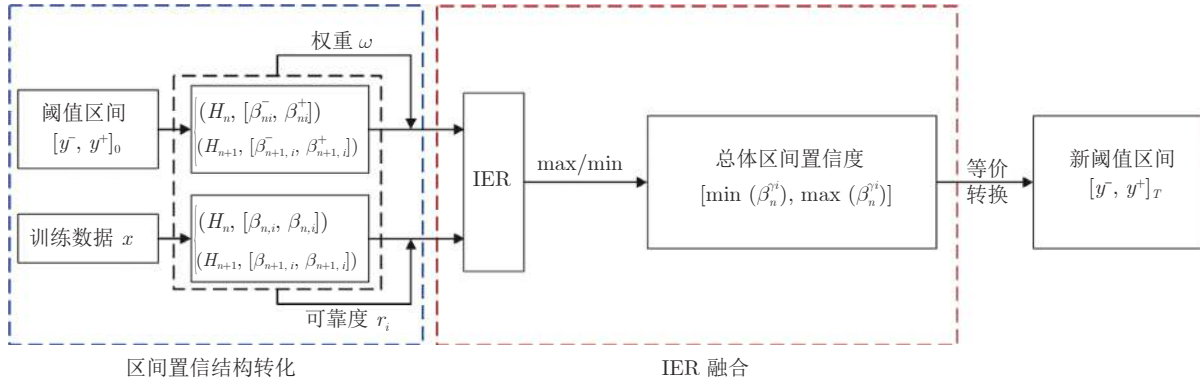 权重 ω
阈值区间
[y⁻, y⁺]₀
(Hₙ, [β⁻ₙᵢ, β⁺ₙᵢ])
(Hₙ₊₁, [β⁻ₙ₊₁, ᵢ, β⁺ₙ₊₁, ᵢ])
训练数据 x
(Hₙ, [βₙ,ᵢ, βₙ,ᵢ])
(Hₙ₊₁, [βₙ₊₁, ᵢ, βₙ₊₁, ᵢ])
可靠度 rᵢ
IER
max/min
总体区间置信度
[min (βₙ^γⁱ), max (βₙ^γⁱ)]
等价
转换
新阈值区间
[y⁻, y⁺]_T
区间置信结构转化
IER 融合